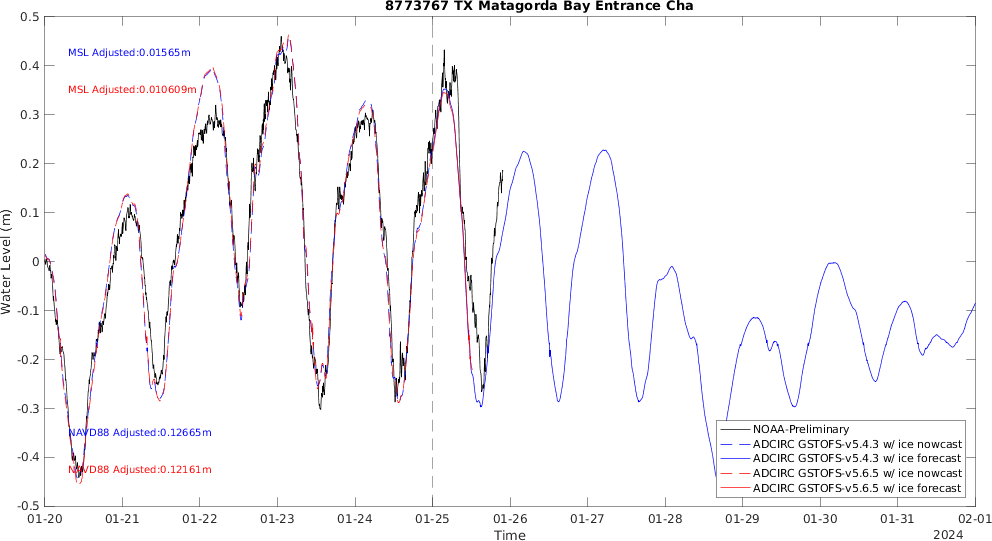 8773767 TX Matagorda Bay Entrance Cha
0.5
0.4
0.3
0.2
0.1
0
-0.1
-0.2
-0.3
-0.4
-0.5
Water Level (m)
MSL Adjusted:0.01565m
MSL Adjusted:0.010609m
NAVD88 Adjusted:0.12665m
NAVD88 Adjusted:0.12161m
NOAA-Preliminary
ADCIRC GSTOFS-v5.4.3 w/ ice nowcast
ADCIRC GSTOFS-v5.4.3 w/ ice forecast
ADCIRC GSTOFS-v5.6.5 w/ ice nowcast
ADCIRC GSTOFS-v5.6.5 w/ ice forecast
01-20 01-21 01-22 01-23 01-24 01-25 01-26 01-27 01-28 01-29 01-30 01-31 02-01
Time
2024